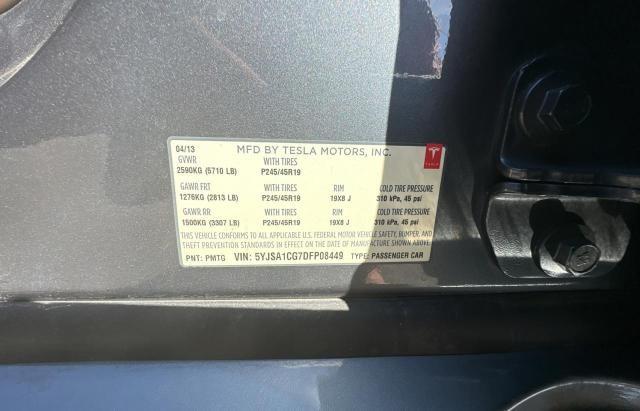 04/13 MFD BY TESLA MOTORS, INC.
GVWR WITH TIRES
2590KG (5710 LB) P245/45R19
TESLA
GAWR FRT WITH TIRES RIM COLD TIRE PRESSURE
1276KG (2813 LB) P245/45R19 19X8 J 310 kPa, 45 psi
GAWR RR WITH TIRES RIM COLD TIRE PRESSURE
1500KG (3307 LB) P245/45R19 19X8 J 310 kPa, 45 psi
THIS VEHICLE CONFORMS TO ALL APPLICABLE U.S. FEDERAL MOTOR VEHICLE SAFETY, BUMPER, AND
THEFT PREVENTION STANDARDS IN EFFECT ON THE DATE OF MANUFACTURE SHOWN ABOVE.
PNT: PMTG VIN: 5YJSA1CG7DFP08449 TYPE: PASSENGER CAR